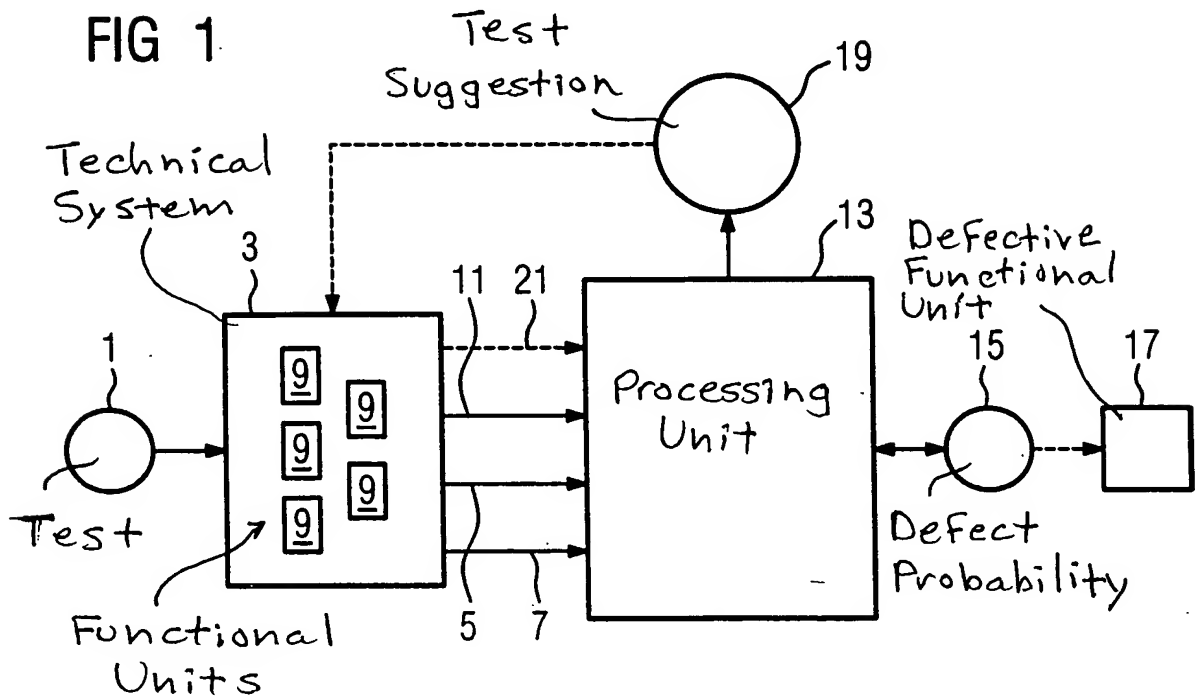 FIG 1
Test
Suggestion
19
Technical
System
3
11
21
13
Defective
Functional
Unit
15
17
1
9
9
9
9
9
Processing
Unit
Test
Functional
Units
5
7
Defect
Probability